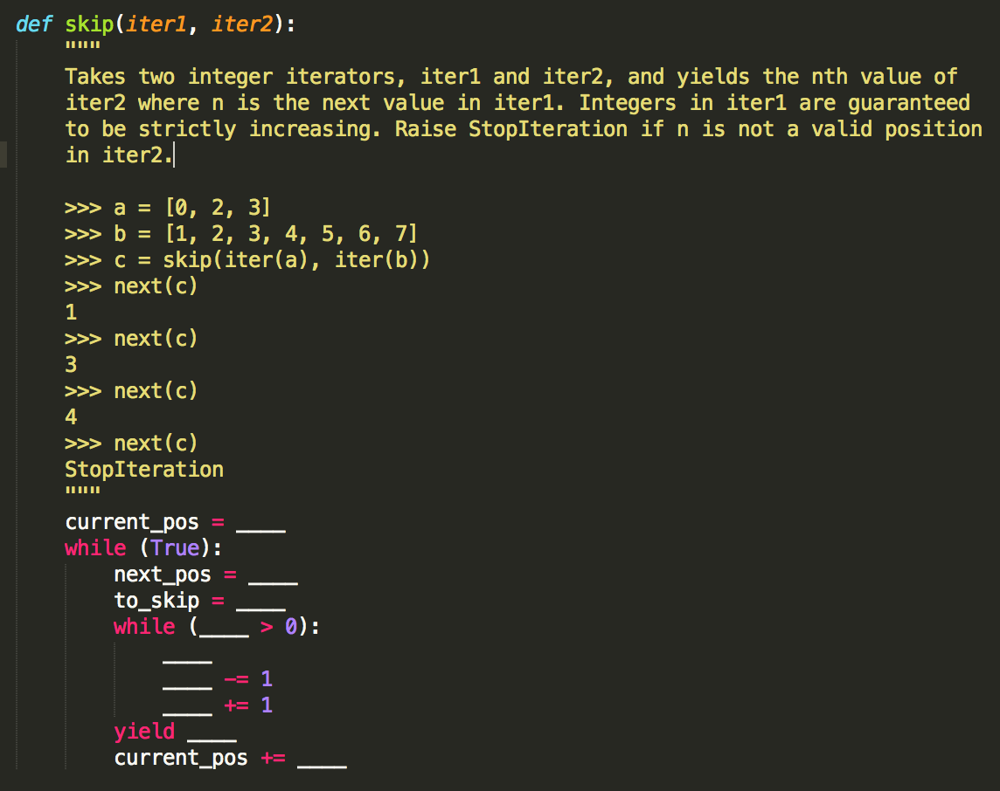 def skip(iter1, iter2):
    """
    Takes two integer iterators, iter1 and iter2, and yields the nth value of
    iter2 where n is the next value in iter1. Integers in iter1 are guaranteed
    to be strictly increasing. Raise StopIteration if n is not a valid position
    in iter2.

    >>> a = [0, 2, 3]
    >>> b = [1, 2, 3, 4, 5, 6, 7]
    >>> c = skip(iter(a), iter(b))
    >>> next(c)
    1
    >>> next(c)
    3
    >>> next(c)
    4
    >>> next(c)
    StopIteration
    """
    current_pos = ____
    while (True):
        next_pos = ____
        to_skip = ____
        while (____ > 0):
            ____
            ____ -= 1
            ____ += 1
        yield ____
        current_pos += ____